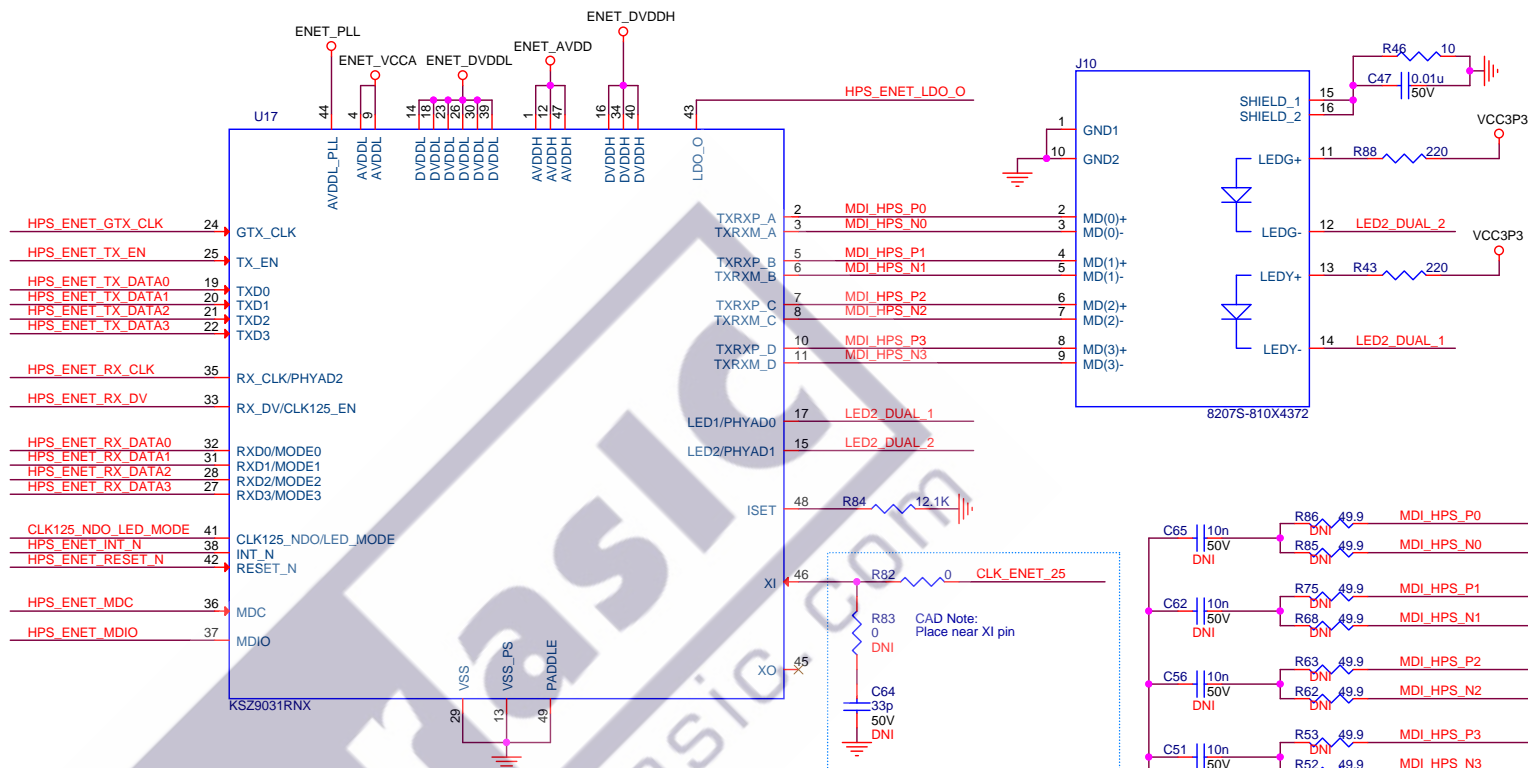 ENET_DVDDH
ENET_PLL
ENET_AVDD
ENET_VCCA
ENET_DVDDL
U17
44
4
9
14
18
23
26
30
39
1
12
47
16
34
40
43
HPS_ENET_LDO_O
AVDDL_PLL
AVDDL
AVDDL
DVDDL
DVDDL
DVDDL
DVDDL
DVDDL
DVDDL
AVDDH
AVDDH
AVDDH
DVDDH
DVDDH
DVDDH
LDO_O
HPS_ENET_GTX_CLK 24 GTX_CLK
HPS_ENET_TX_EN 25 TX_EN
HPS_ENET_TX_DATA0 19 TXD0
HPS_ENET_TX_DATA1 20 TXD1
HPS_ENET_TX_DATA2 21 TXD2
HPS_ENET_TX_DATA3 22 TXD3
HPS_ENET_RX_CLK 35 RX_CLK/PHYAD2
HPS_ENET_RX_DV 33 RX_DV/CLK125_EN
HPS_ENET_RX_DATA0 32 RXD0/MODE0
HPS_ENET_RX_DATA1 31 RXD1/MODE1
HPS_ENET_RX_DATA2 28 RXD2/MODE2
HPS_ENET_RX_DATA3 27 RXD3/MODE3
CLK125_NDO_LED_MODE 41 CLK125_NDO/LED_MODE
HPS_ENET_INT_N 38 INT_N
HPS_ENET_RESET_N 42 RESET_N
HPS_ENET_MDC 36 MDC
HPS_ENET_MDIO 37 MDIO
TXRXP_A 2 MDI_HPS_P0
TXRXM_A 3 MDI_HPS_N0
TXRXP_B 5 MDI_HPS_P1
TXRXM_B 6 MDI_HPS_N1
TXRXP_C 7 MDI_HPS_P2
TXRXM_C 8 MDI_HPS_N2
TXRXP_D 10 MDI_HPS_P3
TXRXM_D 11 MDI_HPS_N3
LED1/PHYAD0 17 LED2_DUAL_1
LED2/PHYAD1 15 LED2_DUAL_2
ISET 48 R84 12.1K
XI 46 R82 0 CLK_ENET_25
R83
0
DNI
CAD Note:
Place near XI pin
XO 45
C64
33p
50V
DNI
VSS
VSS_PS
PADDLE
29
13
49
KSZ9031RNX
J10
1 GND1
10 GND2
2 MD(0)+
3 MD(0)-
4 MD(1)+
5 MD(1)-
6 MD(2)+
7 MD(2)-
8 MD(3)+
9 MD(3)-
SHIELD_1 15
SHIELD_2 16
R46 10
C47 0.01u
50V
VCC3P3
LEDG+ 11 R88 220
LEDG- 12 LED2_DUAL_2
VCC3P3
LEDY+ 13 R43 220
LEDY- 14 LED2_DUAL_1
8207S-810X4372
C65 10n
50V
DNI
R86 49.9 MDI_HPS_P0
DNI
R85 49.9 MDI_HPS_N0
C62 10n
50V
DNI
R75 49.9 MDI_HPS_P1
DNI
R68 49.9 MDI_HPS_N1
DNI
C56 10n
50V
DNI
R63 49.9 MDI_HPS_P2
DNI
R62 49.9 MDI_HPS_N2
DNI
C51 10n
50V
R53 49.9 MDI_HPS_P3
DNI
R52 49.9 MDI_HPS_N3
rasic
asic.com